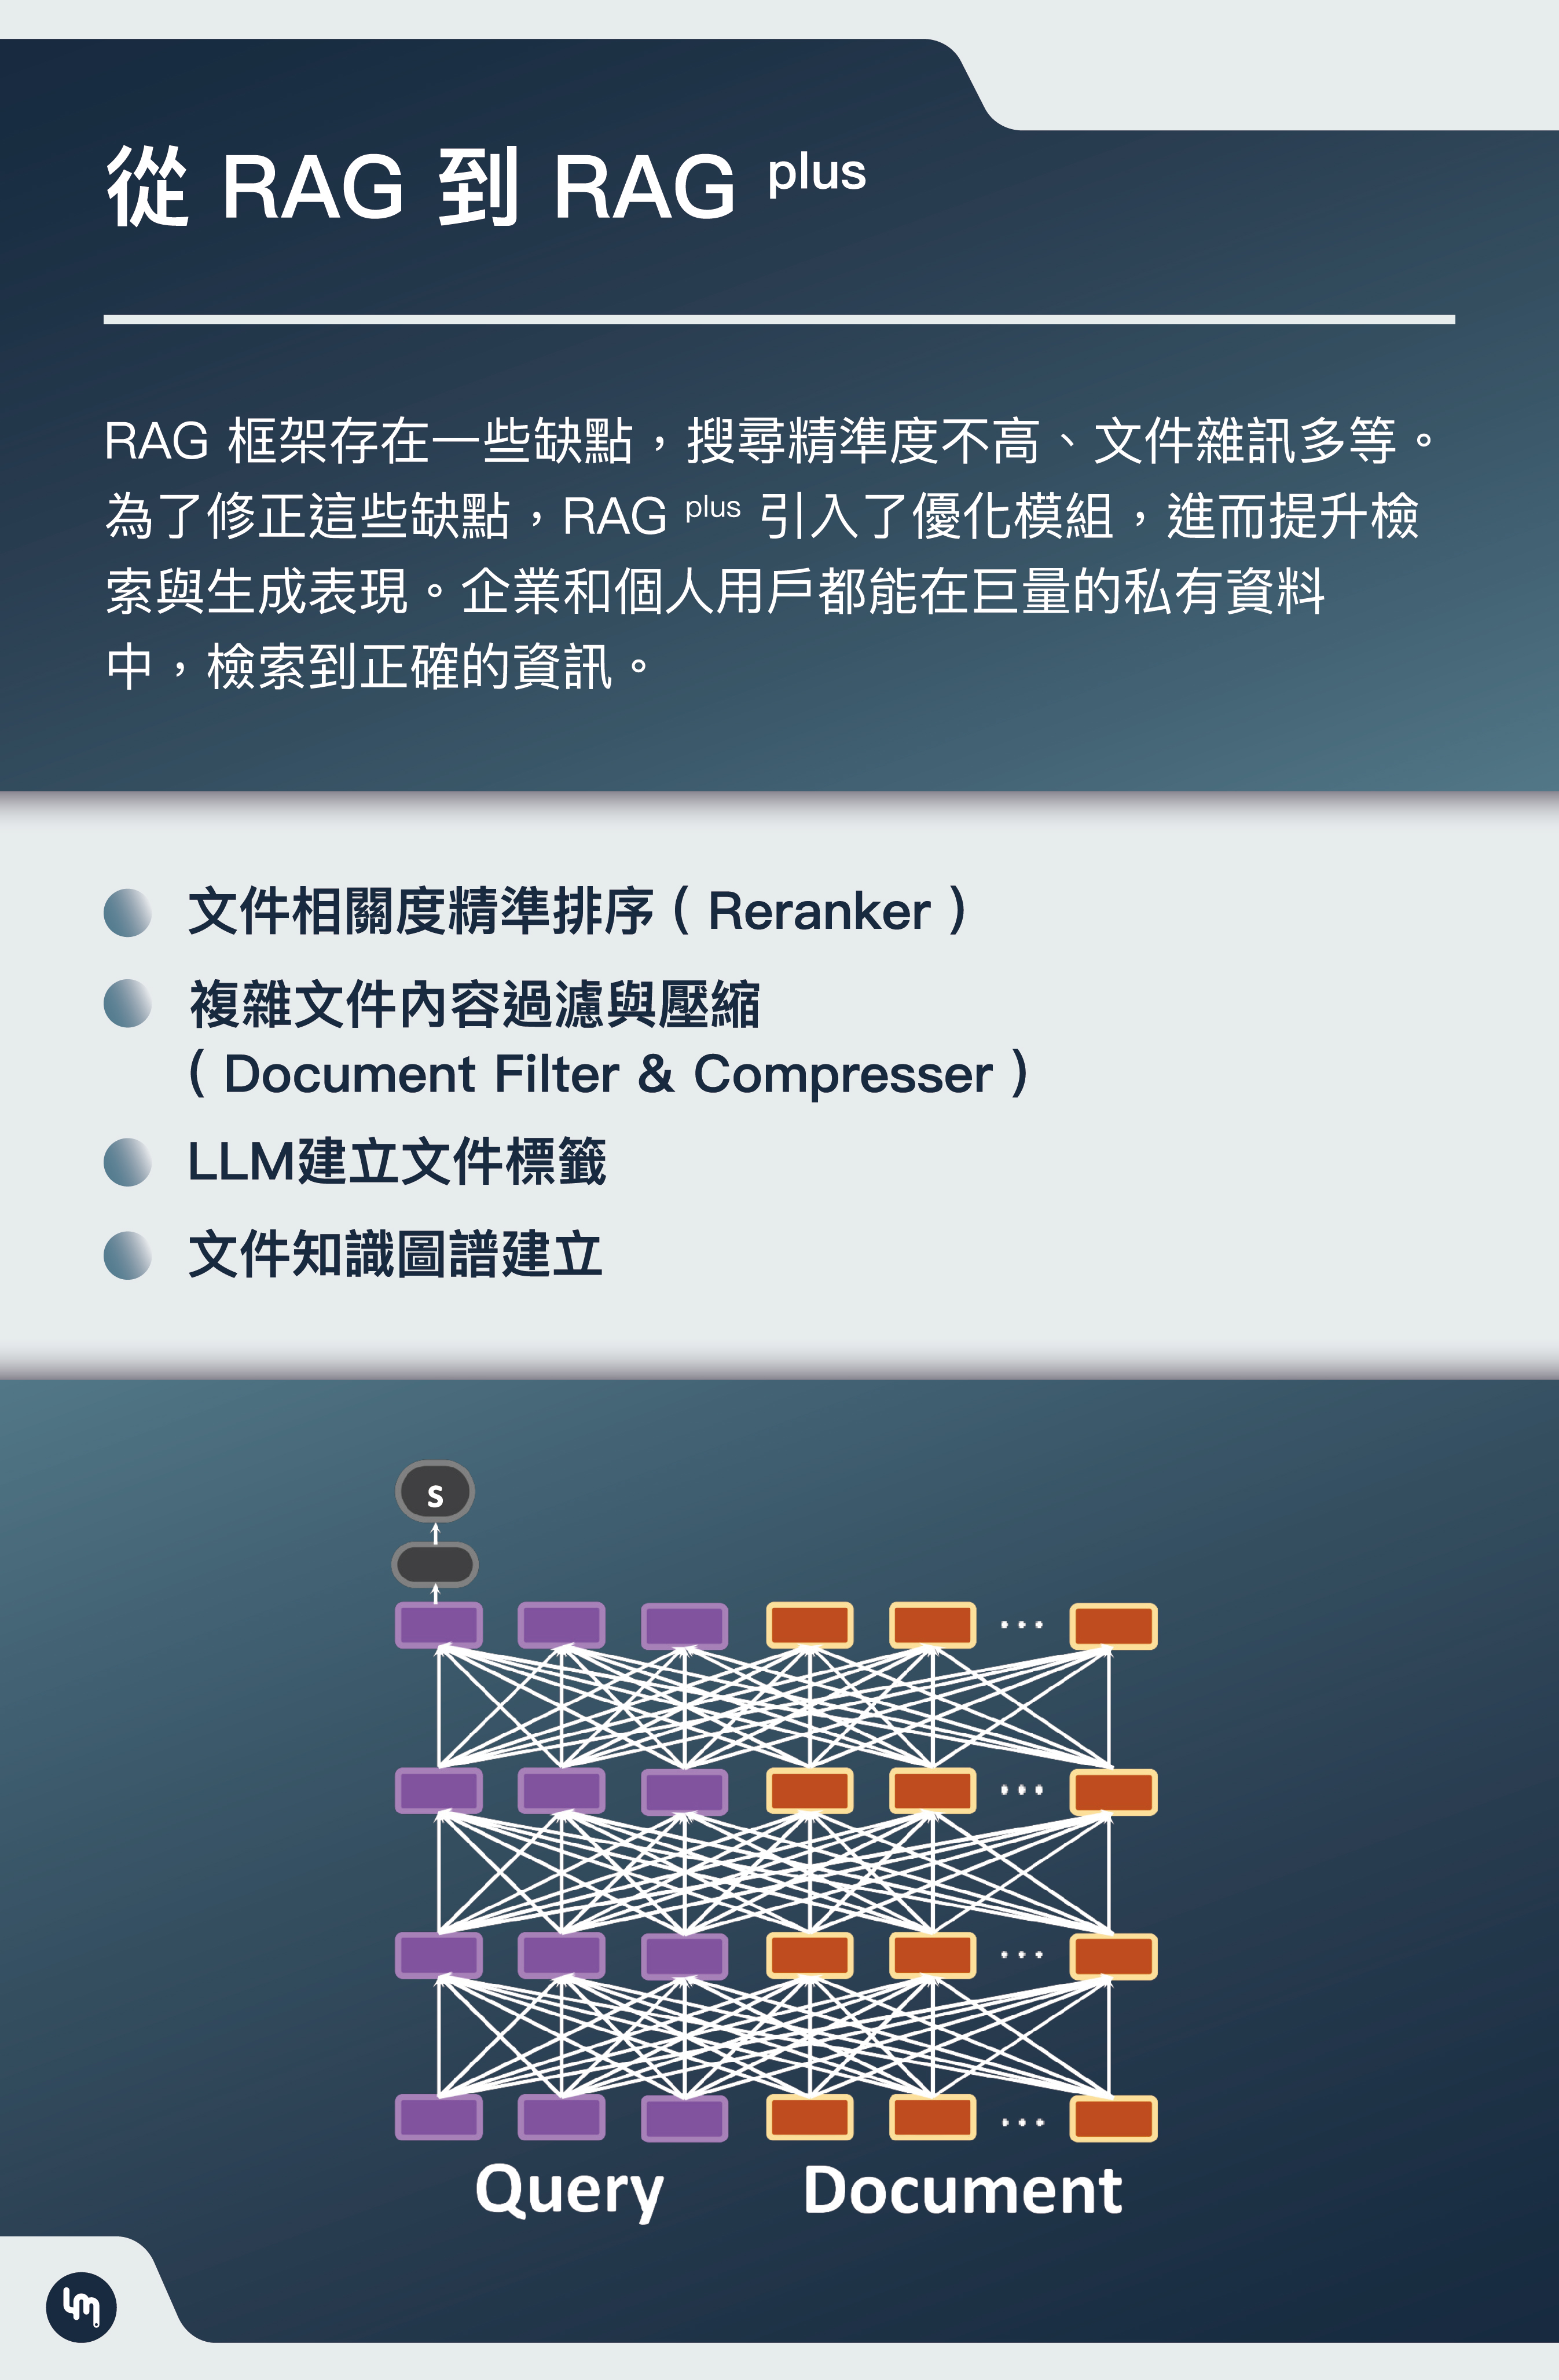 從 RAG 到 RAG plus
RAG 框架存在一些缺點，搜尋精準度不高、文件雜訊多等。
為了修正這些缺點，RAG plus 引入了優化模組，進而提升檢
索與生成表現。企業和個人用戶都能在巨量的私有資料
中，檢索到正確的資訊。
文件相關度精準排序（Reranker）
複雜文件內容過濾與壓縮
（Document Filter & Compresser）
LLM建立文件標籤
文件知識圖譜建立
s
Query Document